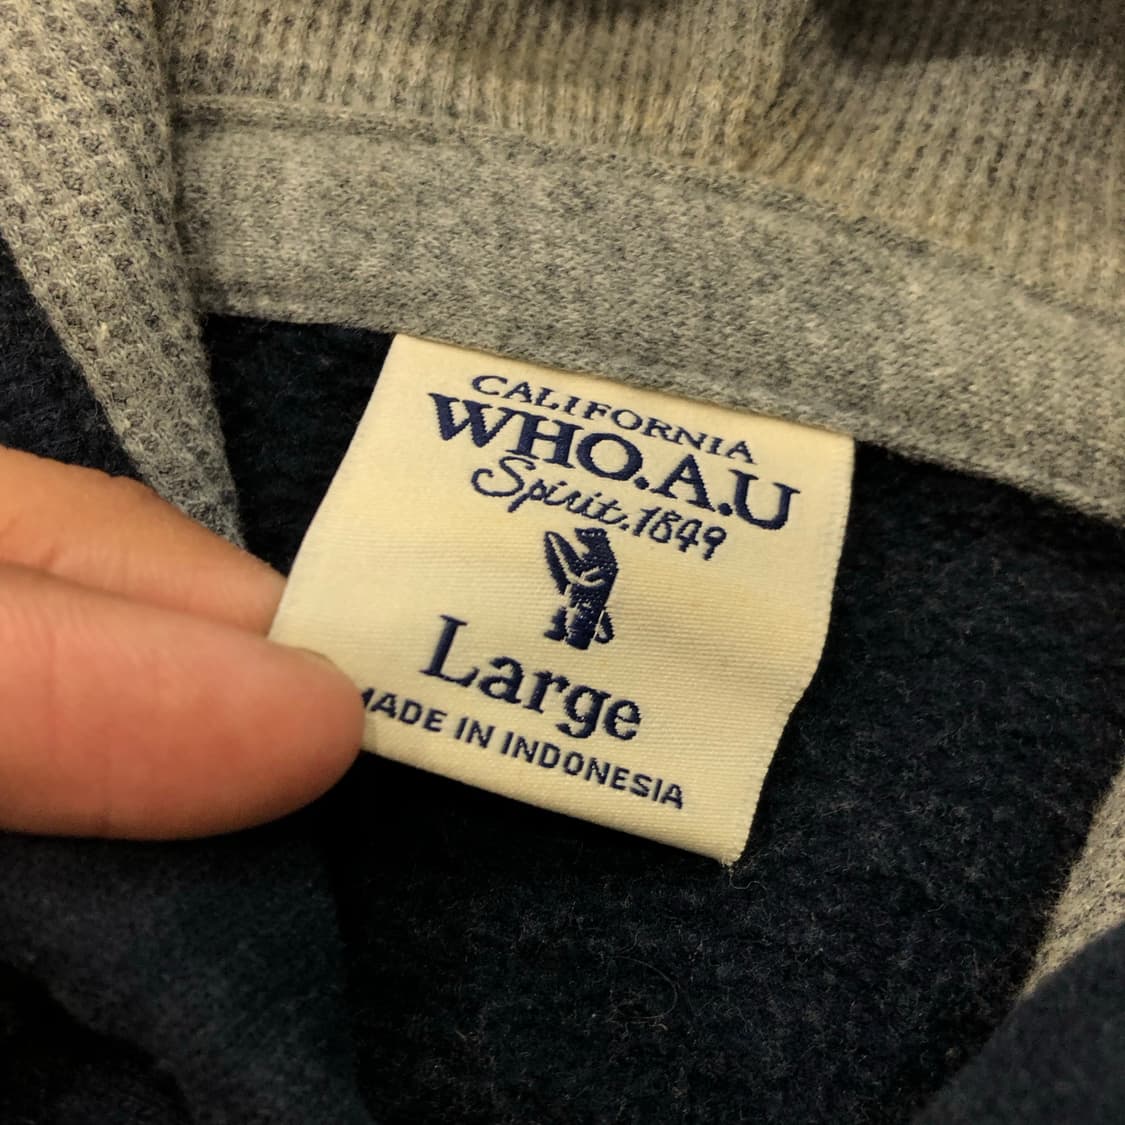 CALIFORNIA
WHO.A.U
Spirit.1849
Large
MADE IN INDONESIA